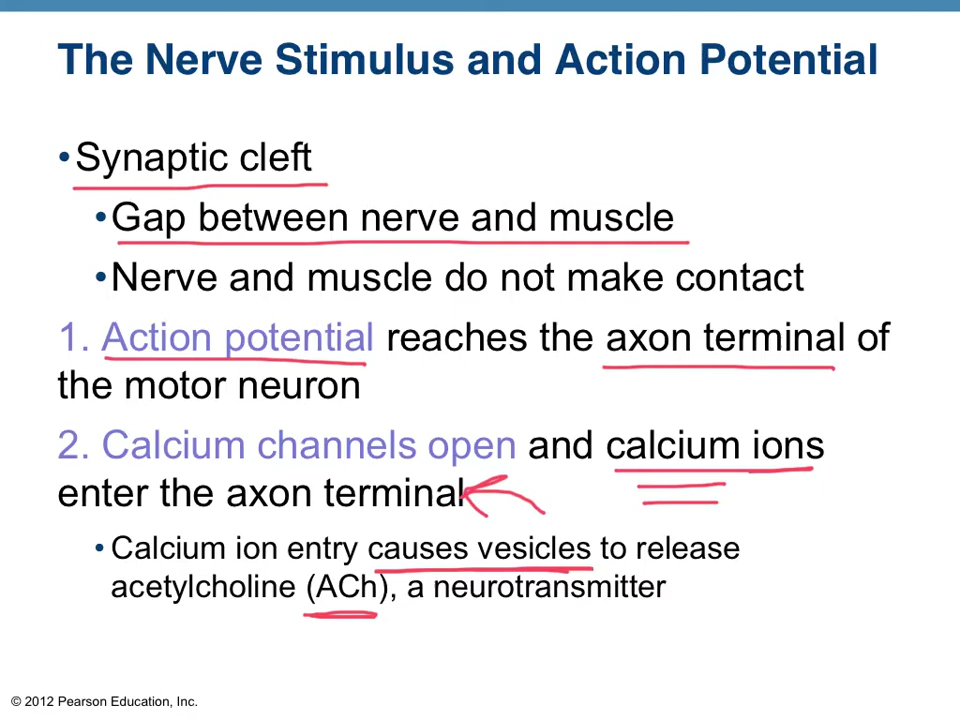 The Nerve Stimulus and Action Potential
•Synaptic cleft
•Gap between nerve and muscle
•Nerve and muscle do not make contact
1. Action potential reaches the axon terminal of
the motor neuron
2. Calcium channels open and calcium ions
enter the axon terminal
•Calcium ion entry causes vesicles to release
acetylcholine (ACh), a neurotransmitter
© 2012 Pearson Education, Inc.